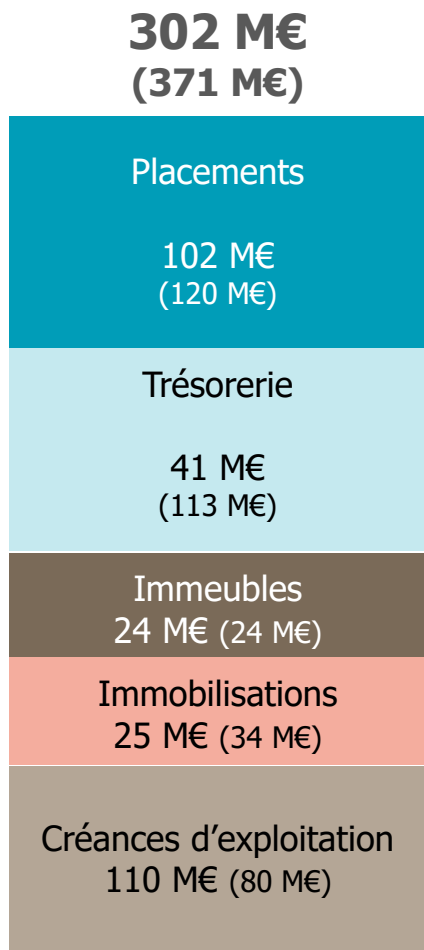 302 M€
(371 M€)
Placements
102 M€
(120 M€)
Trésorerie
41 M€
(113 M€)
Immeubles
24 M€ (24 M€)
Immobilisations
25 M€ (34 M€)
Créances d’exploitation
110 M€ (80 M€)